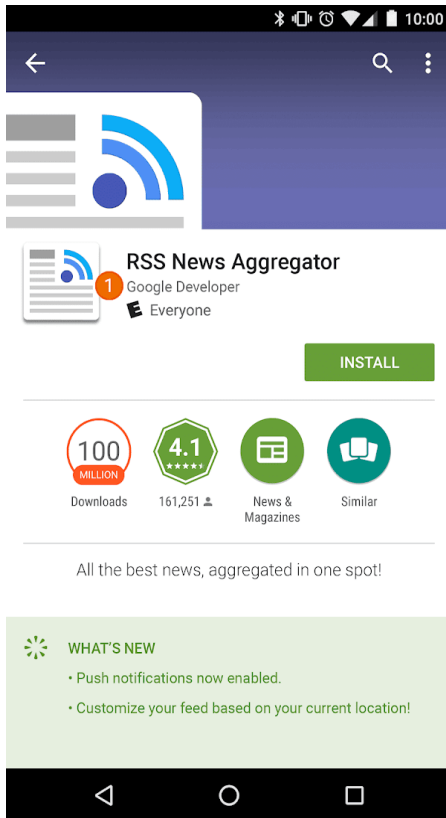 10:00
RSS News Aggregator
1
Google Developer
E Everyone
INSTALL
100
MILLION
Downloads
4.1
161,251
News &
Magazines
Similar
All the best news, aggregated in one spot!
WHAT'S NEW
• Push notifications now enabled.
• Customize your feed based on your current location!